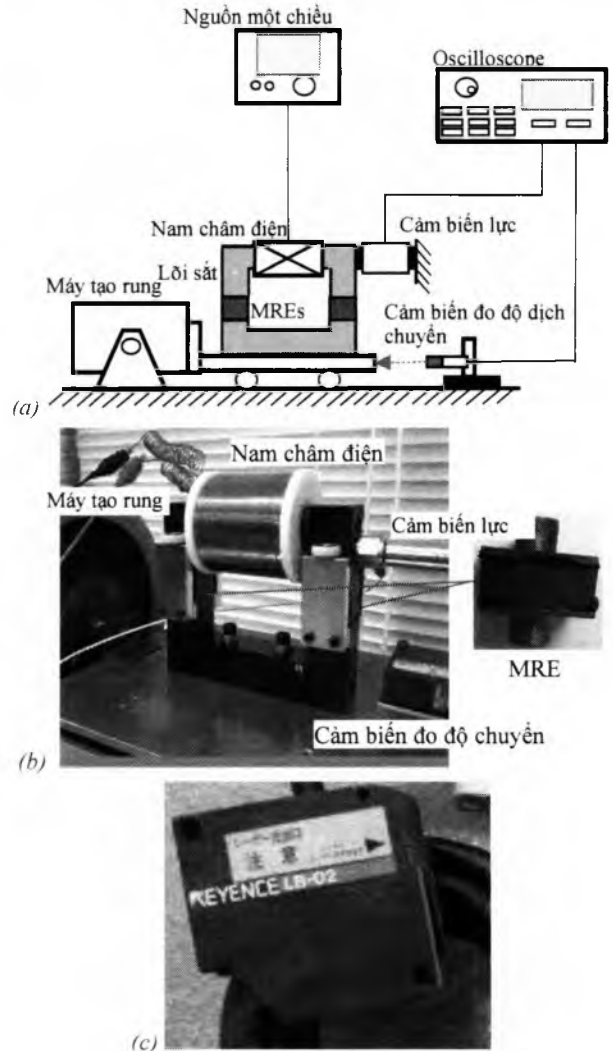 Nguồn một chiều
Oscilloscope
Nam châm điện
Cảm biến lực
Lõi sắt
Máy tạo rung
MREs
Cảm biến đo độ dịch
chuyển
(a)
Nam châm điện
Máy tạo rung
Cảm biến lực
MRE
Cảm biến đo độ chuyển
(b)
注意
KEYENCE LB-02
(c)